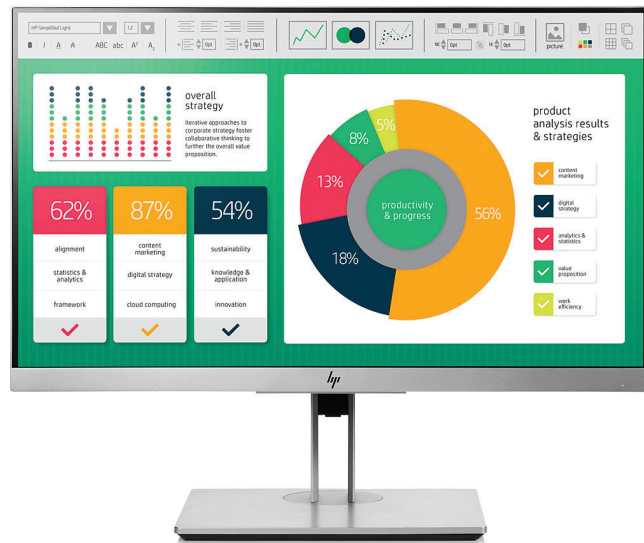 HP Simplified Light
12
B I A A ABC abc A² A₂
0pt
0pt
W: 0pt
H: 0pt
picture
overall
strategy
Iterative approaches to
corporate strategy foster
collaborative thinking to
further the overall value
proposition.
62%
alignment
statistics &
analytics
framework
87%
content
marketing
digital strategy
cloud computing
54%
sustainability
knowledge &
application
innovation
5%
8%
13%
18%
56%
productivity
& progress
product
analysis results
& strategies
content
marketing
digital
strategy
analytics &
statistics
value
proposition
work
efficiency
hp